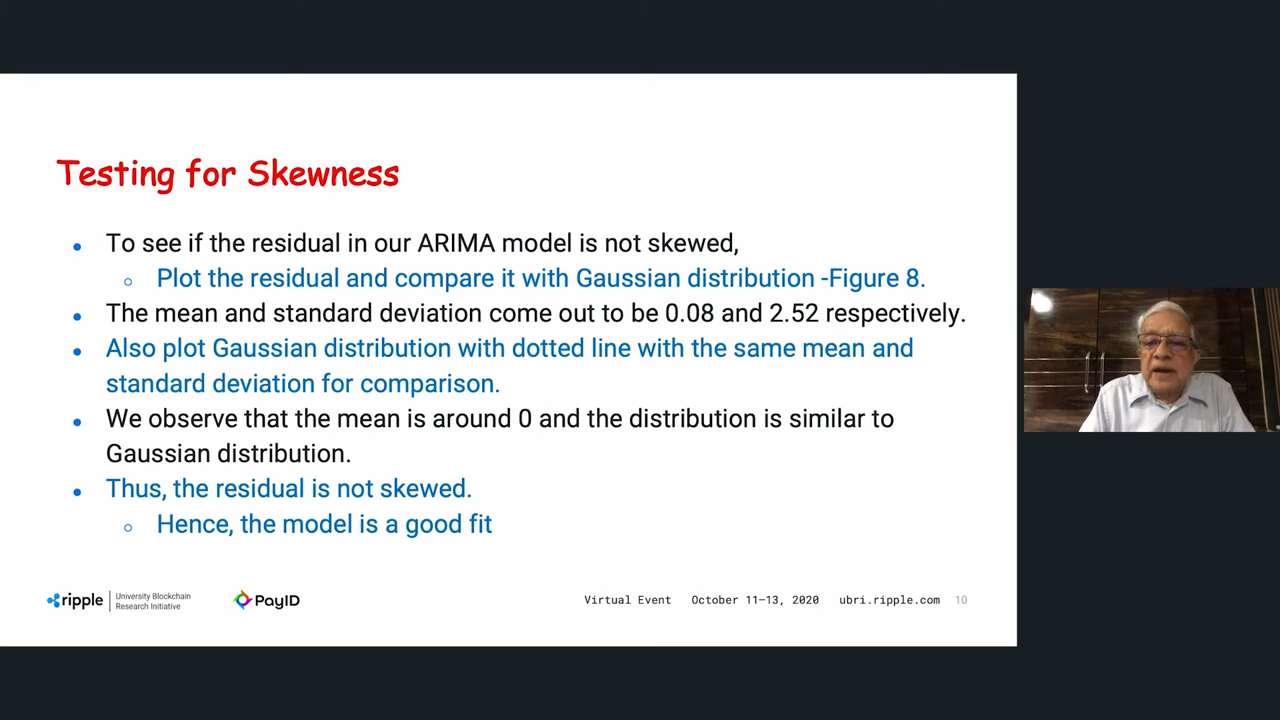 Testing for Skewness
• To see if the residual in our ARIMA model is not skewed,
○ Plot the residual and compare it with Gaussian distribution -Figure 8.
• The mean and standard deviation come out to be 0.08 and 2.52 respectively.
• Also plot Gaussian distribution with dotted line with the same mean and
standard deviation for comparison.
• We observe that the mean is around 0 and the distribution is similar to
Gaussian distribution.
• Thus, the residual is not skewed.
○ Hence, the model is a good fit
ripple
University Blockchain
Research Initiative
PayID
Virtual Event October 11–13, 2020 ubri.ripple.com 10